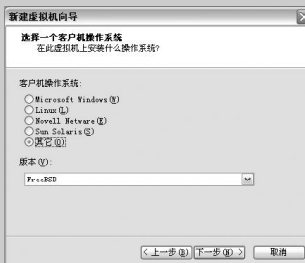 新建虚拟机向导
选择一个客户机操作系统
在此虚拟机上安装什么操作系统?
客户机操作系统:
Microsoft Windows(W)
Linux(L)
Novell Netware(E)
Sun Solaris(S)
其它(O)
版本(V):
FreeBSD
<上一步(B) 下一步(N)> 取消